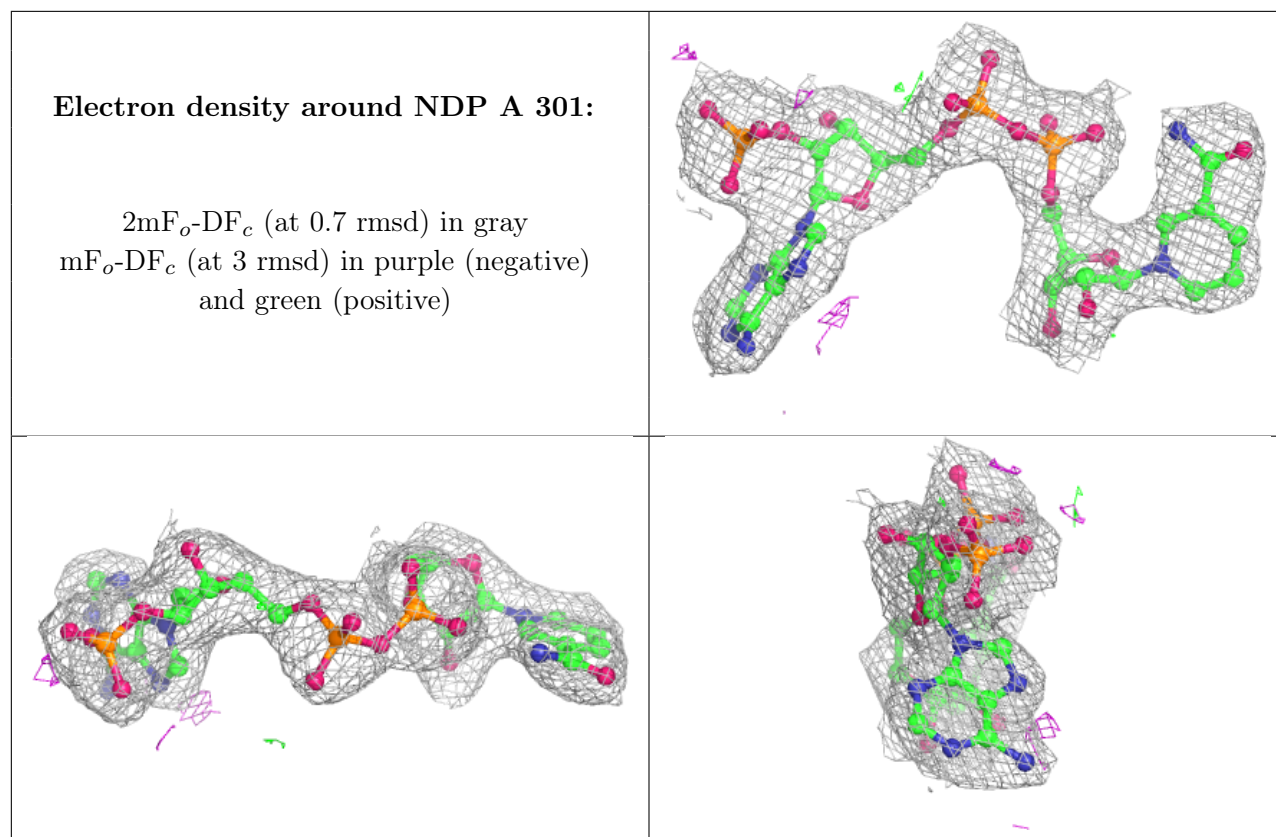 Electron density around NDP A 301:
2mFₒ-DF𝒸 (at 0.7 rmsd) in gray
mFₒ-DF𝒸 (at 3 rmsd) in purple (negative)
and green (positive)